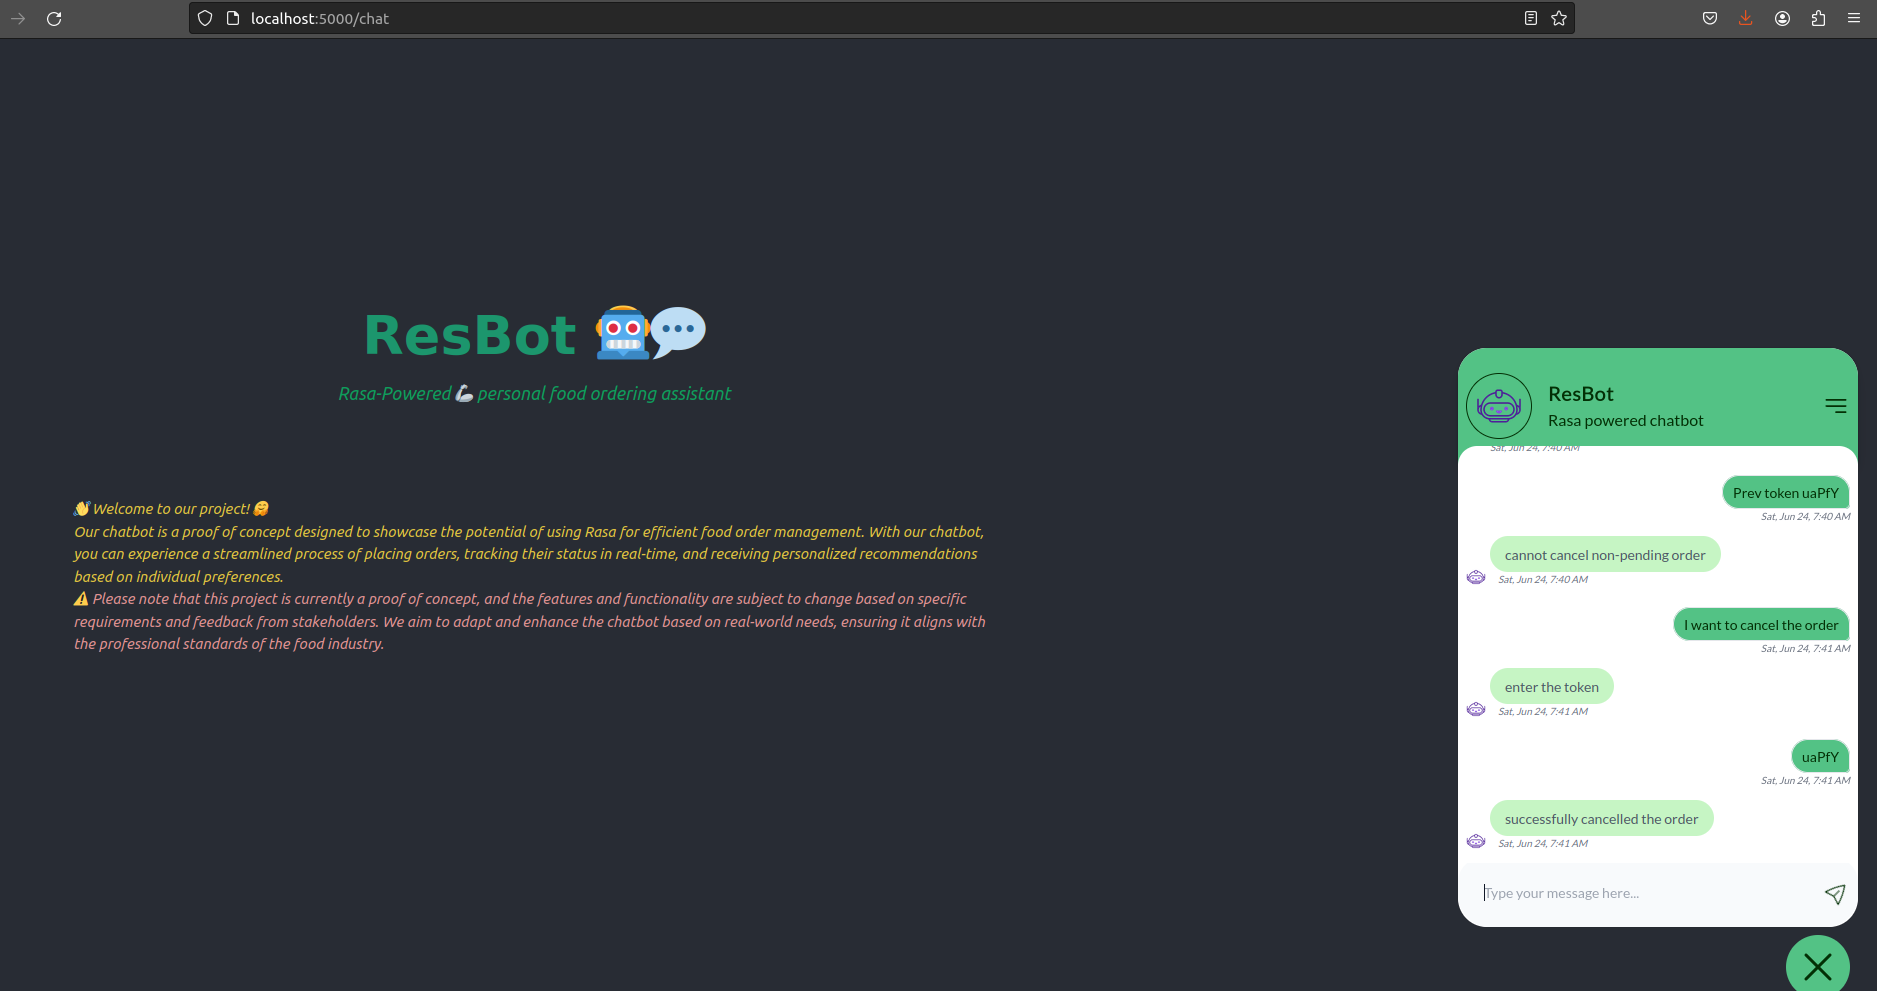 localhost:5000/chat
ResBot
Rasa-Powered personal food ordering assistant
Welcome to our project!
Our chatbot is a proof of concept designed to showcase the potential of using Rasa for efficient food order management. With our chatbot,
you can experience a streamlined process of placing orders, tracking their status in real-time, and receiving personalized recommendations
based on individual preferences.
Please note that this project is currently a proof of concept, and the features and functionality are subject to change based on specific
requirements and feedback from stakeholders. We aim to adapt and enhance the chatbot based on real-world needs, ensuring it aligns with
the professional standards of the food industry.
ResBot
Rasa powered chatbot
Sat, Jun 24, 7:40 AM
Prev token uaPfY
Sat, Jun 24, 7:40 AM
cannot cancel non-pending order
Sat, Jun 24, 7:40 AM
I want to cancel the order
Sat, Jun 24, 7:41 AM
enter the token
Sat, Jun 24, 7:41 AM
uaPfY
Sat, Jun 24, 7:41 AM
successfully cancelled the order
Sat, Jun 24, 7:41 AM
Type your message here...